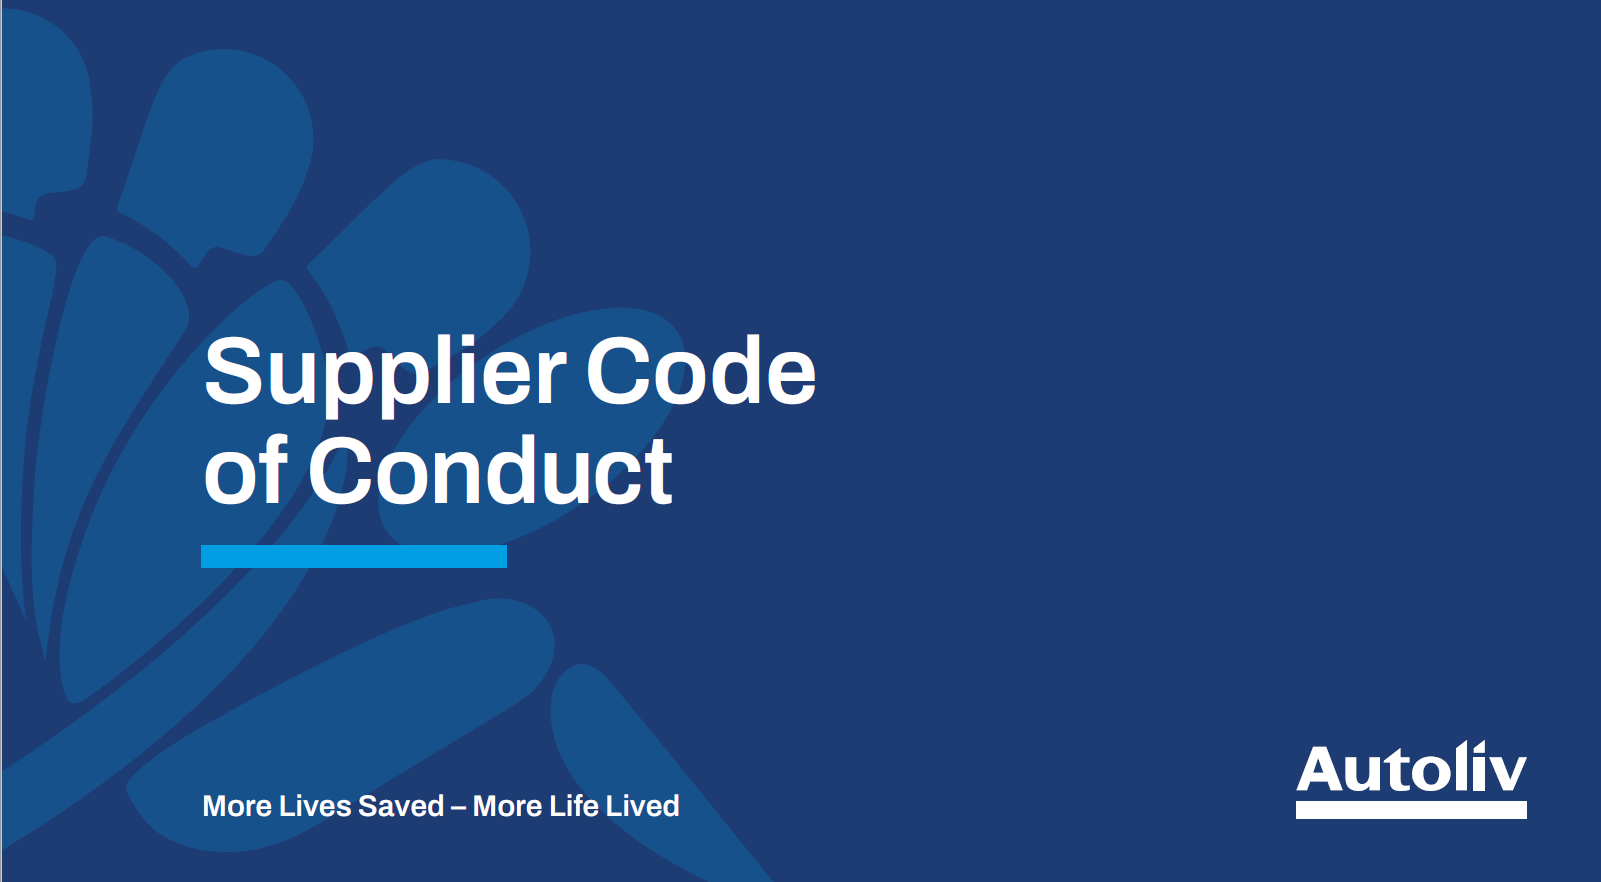 Supplier Code
of Conduct
More Lives Saved – More Life Lived
Autoliv